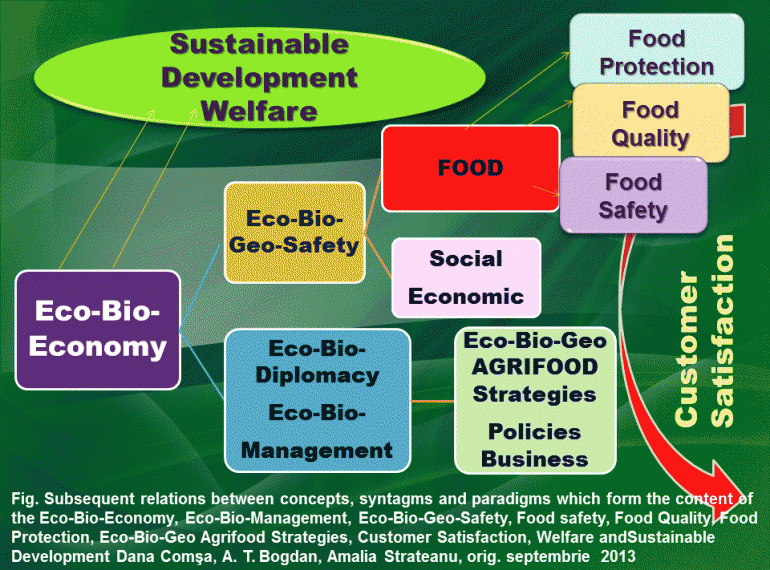 Sustainable
Development
Welfare
Food
Protection
Food
Quality
Food
Safety
FOOD
Eco-Bio-
Geo-Safety
Social
Economic
Eco-Bio-
Economy
Eco-Bio-
Diplomacy
Eco-Bio-
Management
Eco-Bio-Geo
AGRIFOOD
Strategies
Policies
Business
Customer
Satisfaction
Fig. Subsequent relations between concepts, syntagms and paradigms which form the content of
the Eco-Bio-Economy, Eco-Bio-Management, Eco-Bio-Geo-Safety, Food safety, Food Quality, Food
Protection, Eco-Bio-Geo Agrifood Strategies, Customer Satisfaction, Welfare andSustainable
Development Dana Comşa, A. T. Bogdan, Amalia Strateanu, orig. septembrie 2013